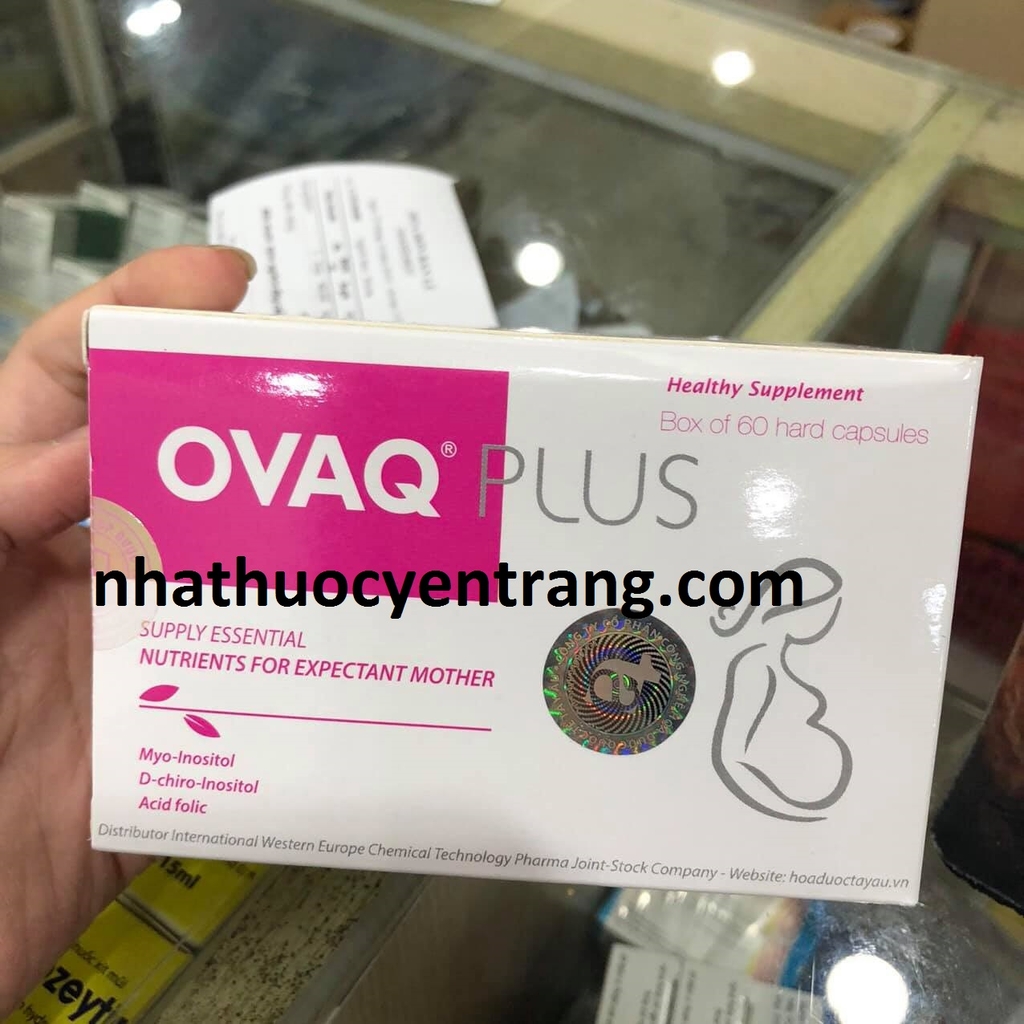 Healthy Supplement
Box of 60 hard capsules
OVAQ® PLUS
nhathuocyentrang.com
SUPPLY ESSENTIAL
NUTRIENTS FOR EXPECTANT MOTHER
Myo-Inositol
D-chiro-Inositol
Acid folic
Distributor International Western Europe Chemical Technology Pharma Joint-Stock Company - Website: hoaduoctayau.vn
15ml